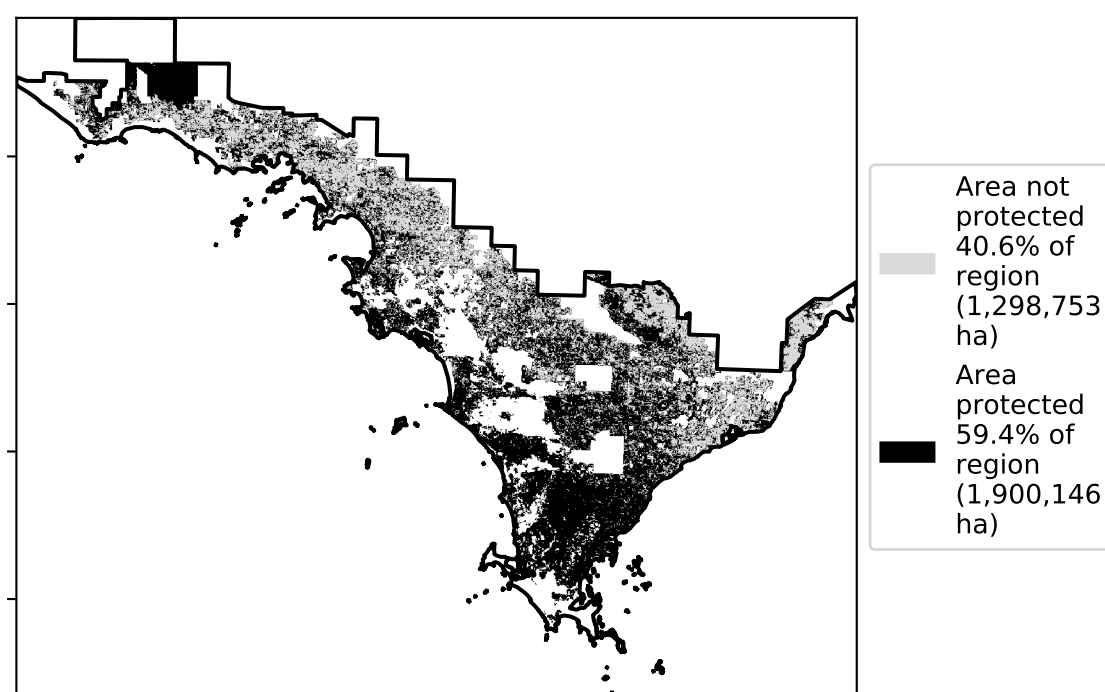 Area not
protected
40.6% of
region
(1,298,753
ha)
Area
protected
59.4% of
region
(1,900,146
ha)